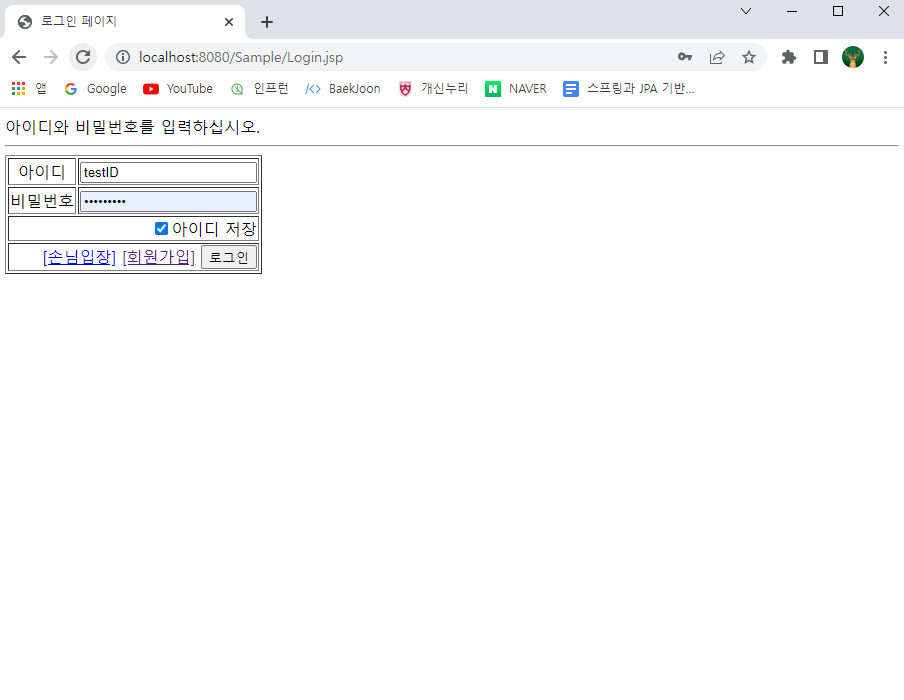 로그인 페이지
localhost:8080/Sample/Login.jsp
앱 Google YouTube 인프런 </> BaekJoon 개신누리 N NAVER 스프링과 JPA 기반...
아이디와 비밀번호를 입력하십시오.
아이디 testID
비밀번호 •••••••••
아이디 저장
[손님입장] [회원가입] 로그인